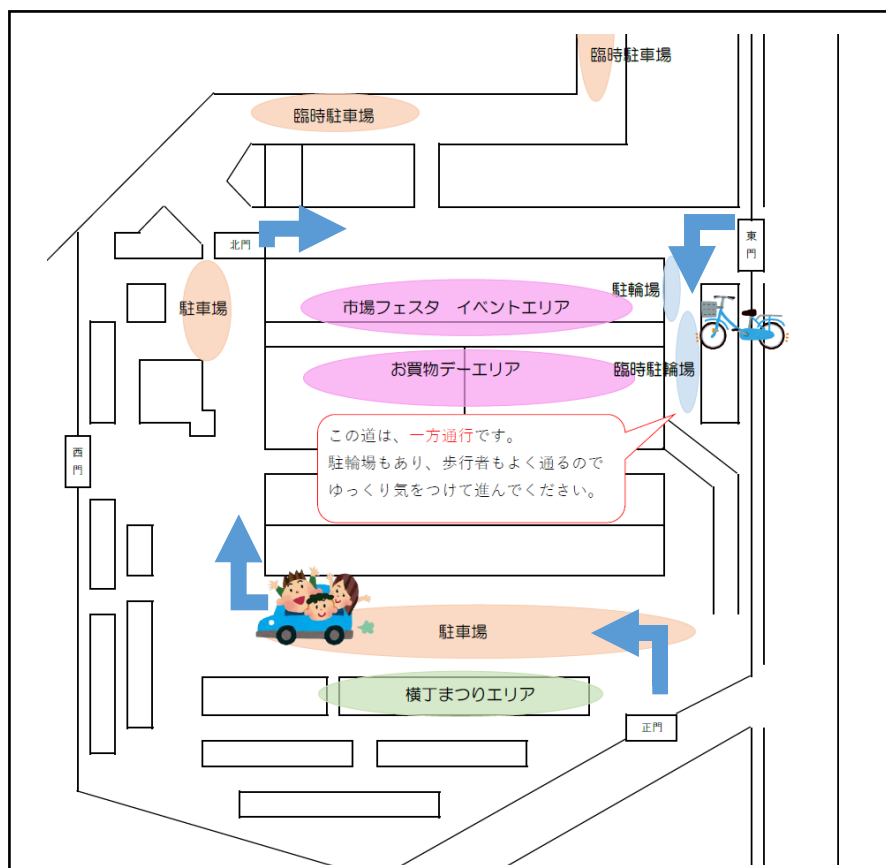 臨時駐車場
臨時駐車場
北門
東門
駐車場
駐輪場
市場フェスタ　イベントエリア
お買物デーエリア
臨時駐輪場
この道は、一方通行です。
駐輪場もあり、歩行者もよく通るので
ゆっくり気をつけて進んでください。
西門
駐車場
横丁まつりエリア
正門